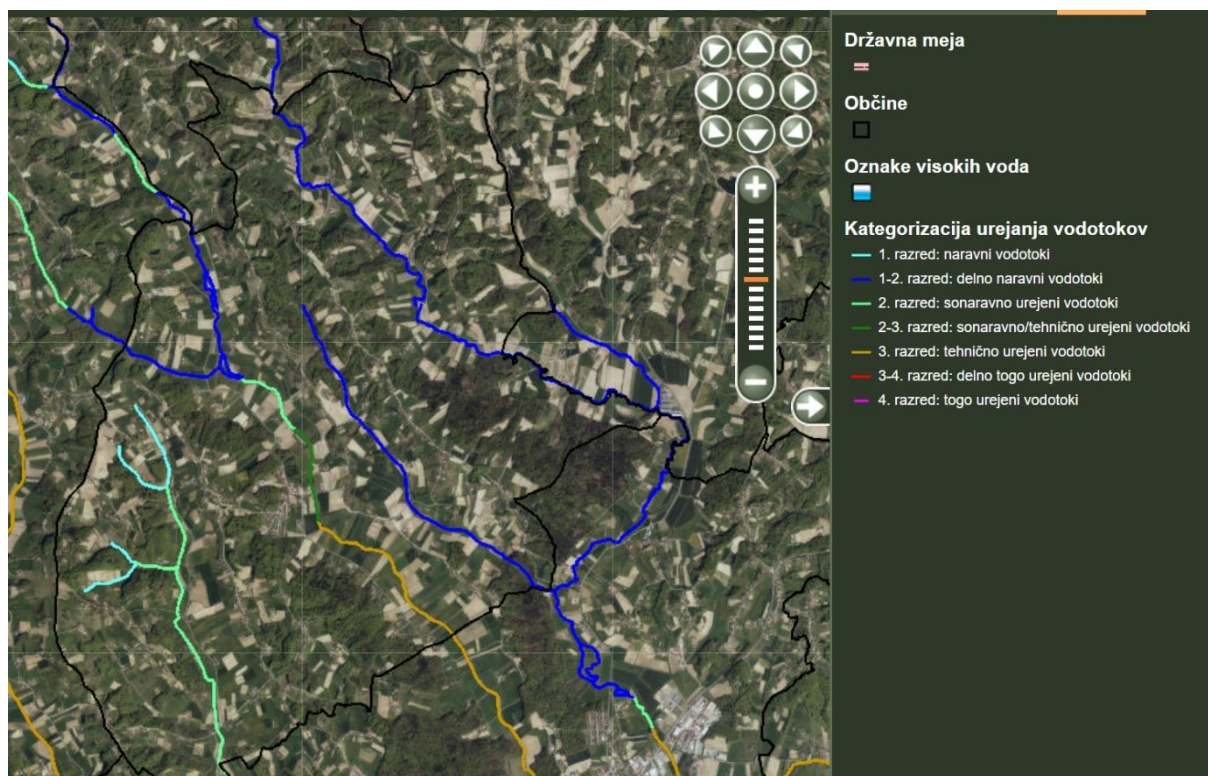 Državna meja
Občine
Oznake visokih voda
Kategorizacija urejanja vodotokov
1. razred: naravni vodotoki
1-2. razred: delno naravni vodotoki
2. razred: sonaravno urejeni vodotoki
2-3. razred: sonaravno/tehnično urejeni vodotoki
3. razred: tehnično urejeni vodotoki
3-4. razred: delno togo urejeni vodotoki
4. razred: togo urejeni vodotoki